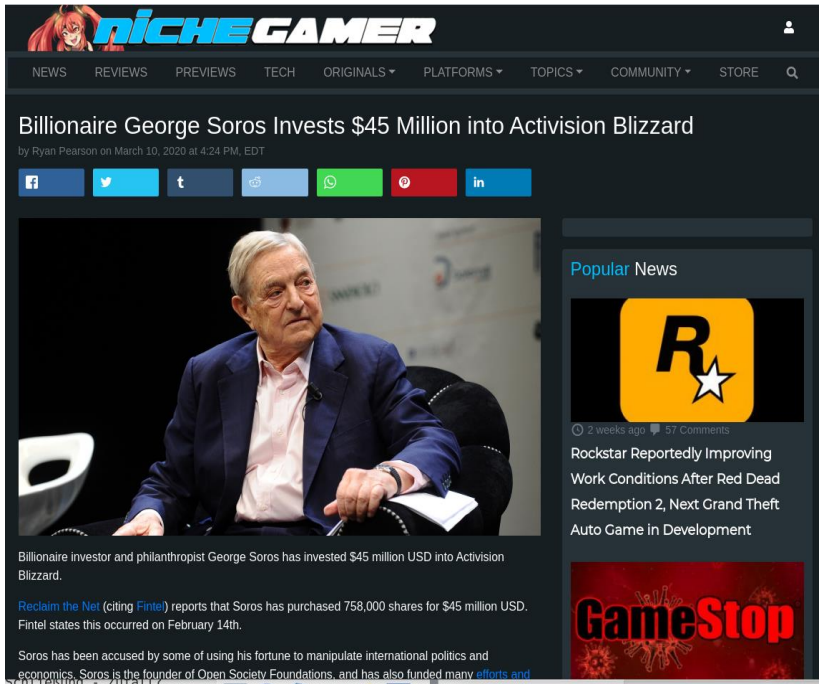 nICHEGAMER
NEWS REVIEWS PREVIEWS TECH ORIGINALS PLATFORMS TOPICS COMMUNITY STORE
Billionaire George Soros Invests $45 Million into Activision Blizzard
by Ryan Pearson on March 10, 2020 at 4:24 PM, EDT
Billionaire investor and philanthropist George Soros has invested $45 million USD into Activision
Blizzard.
Reclaim the Net (citing Fintel) reports that Soros has purchased 758,000 shares for $45 million USD.
Fintel states this occurred on February 14th.
Soros has been accused by some of using his fortune to manipulate international politics and
economics. Soros is the founder of Open Society Foundations, and has also funded many efforts and
Popular News
R
2 weeks ago 57 Comments
Rockstar Reportedly Improving
Work Conditions After Red Dead
Redemption 2, Next Grand Theft
Auto Game in Development
GameStop